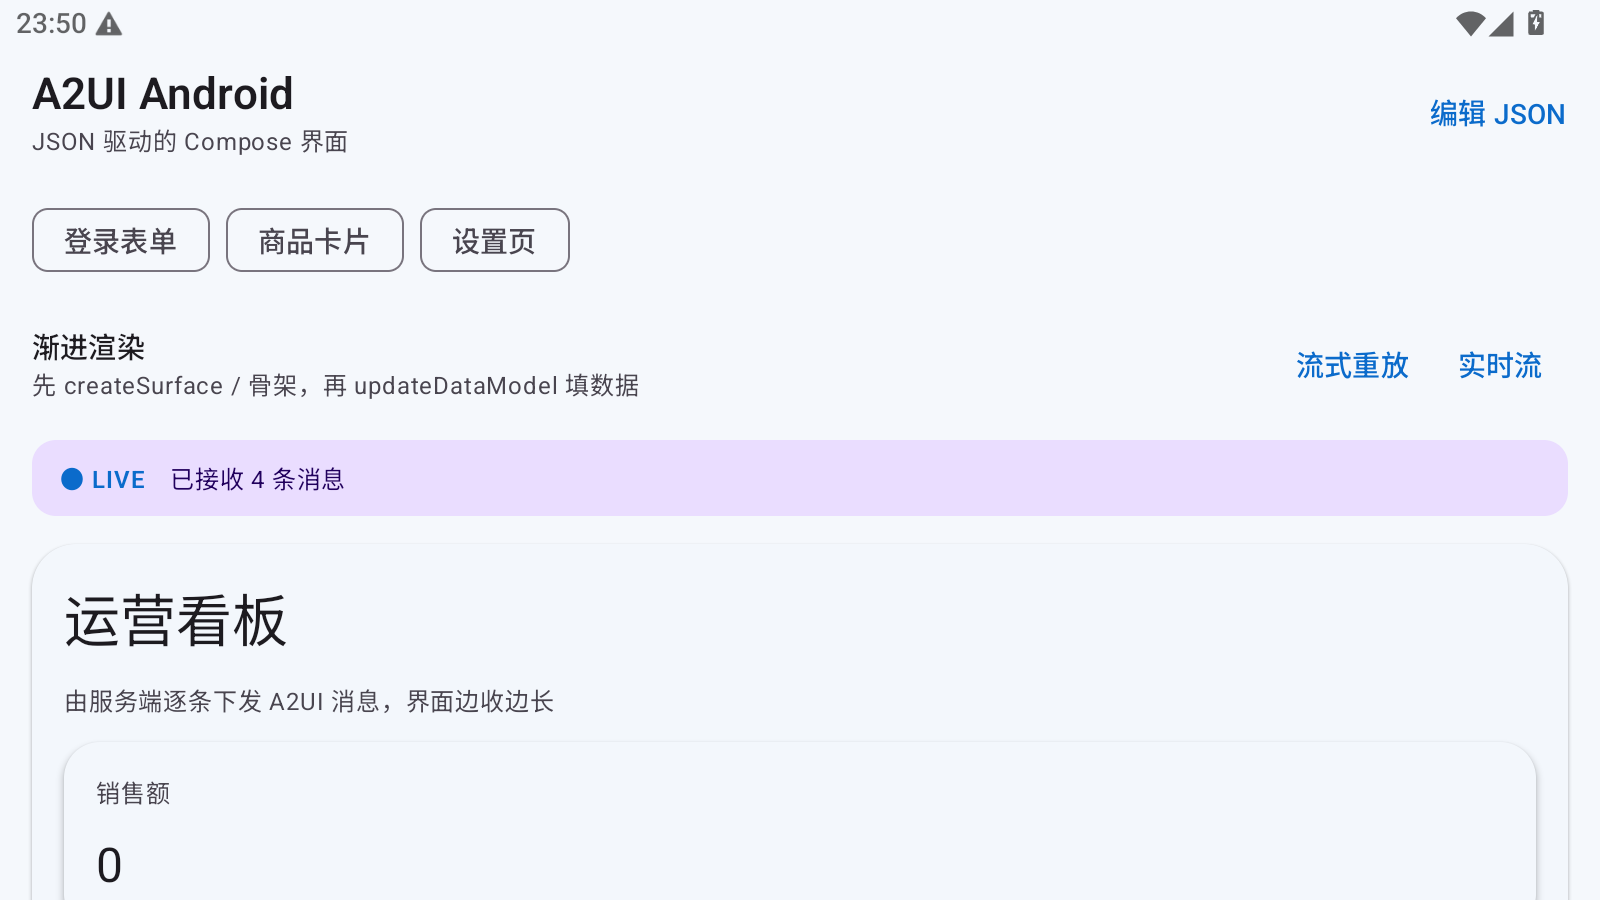 23:50
A2UI Android
JSON 驱动的 Compose 界面
编辑 JSON
登录表单
商品卡片
设置页
渐进渲染
先 createSurface / 骨架，再 updateDataModel 填数据
流式重放
实时流
LIVE 已接收 4 条消息
运营看板
由服务端逐条下发 A2UI 消息，界面边收边长
销售额
0